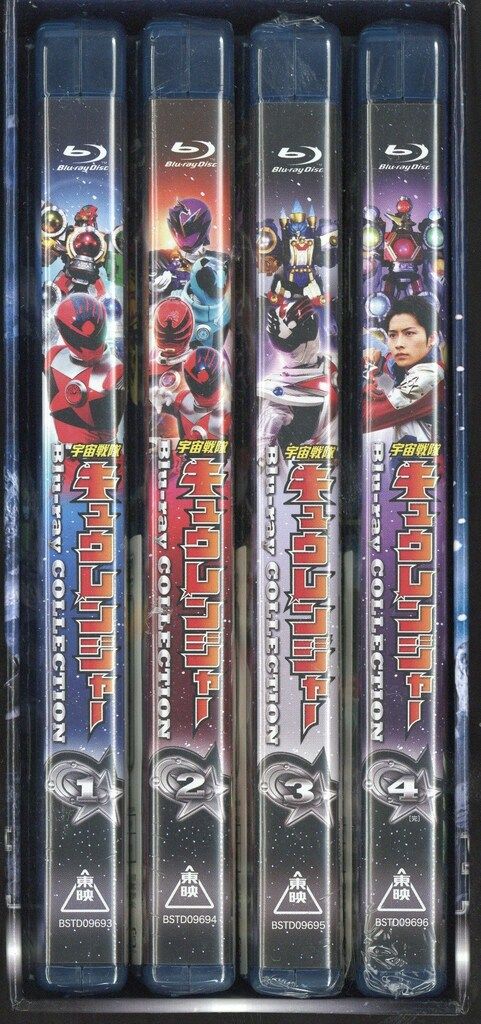 Blu-ray Disc
宇宙戦隊
キュウレンジャー
Blu-ray COLLECTION
1
東映
BSTD09693
Blu-ray Disc
宇宙戦隊
キュウレンジャー
Blu-ray COLLECTION
2
東映
BSTD09694
Blu-ray Disc
宇宙戦隊
キュウレンジャー
Blu-ray COLLECTION
3
東映
BSTD09695
Blu-ray Disc
宇宙戦隊
キュウレンジャー
Blu-ray COLLECTION
4
[完]
東映
BSTD09696